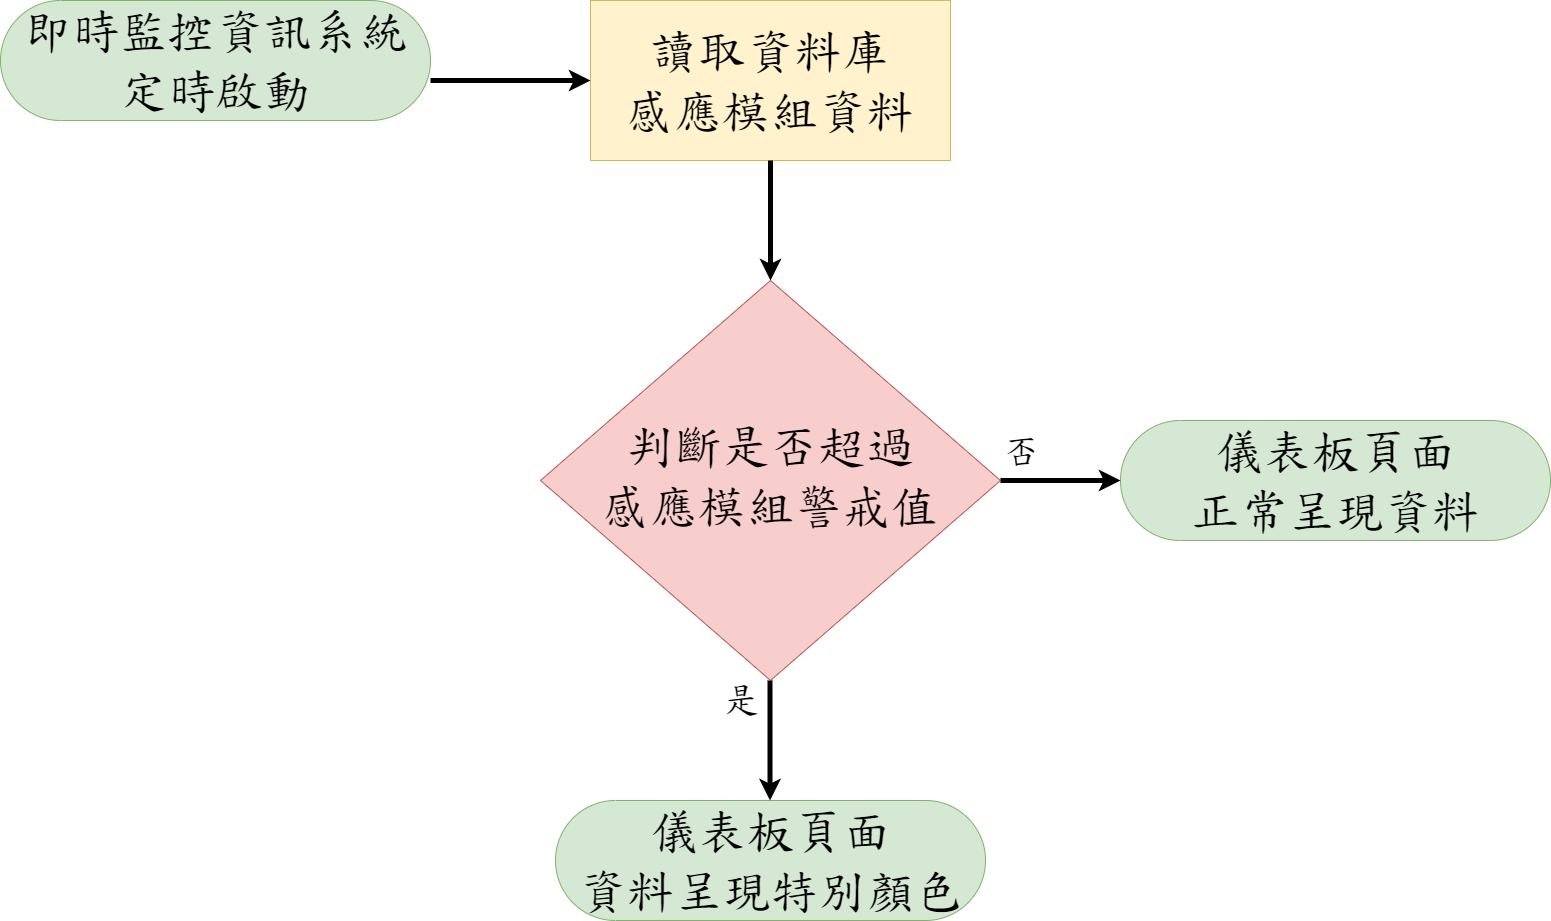 即時監控資訊系統
定時啟動
讀取資料庫
感應模組資料
判斷是否超過
感應模組警戒值
否
儀表板頁面
正常呈現資料
是
儀表板頁面
資料呈現特別顏色